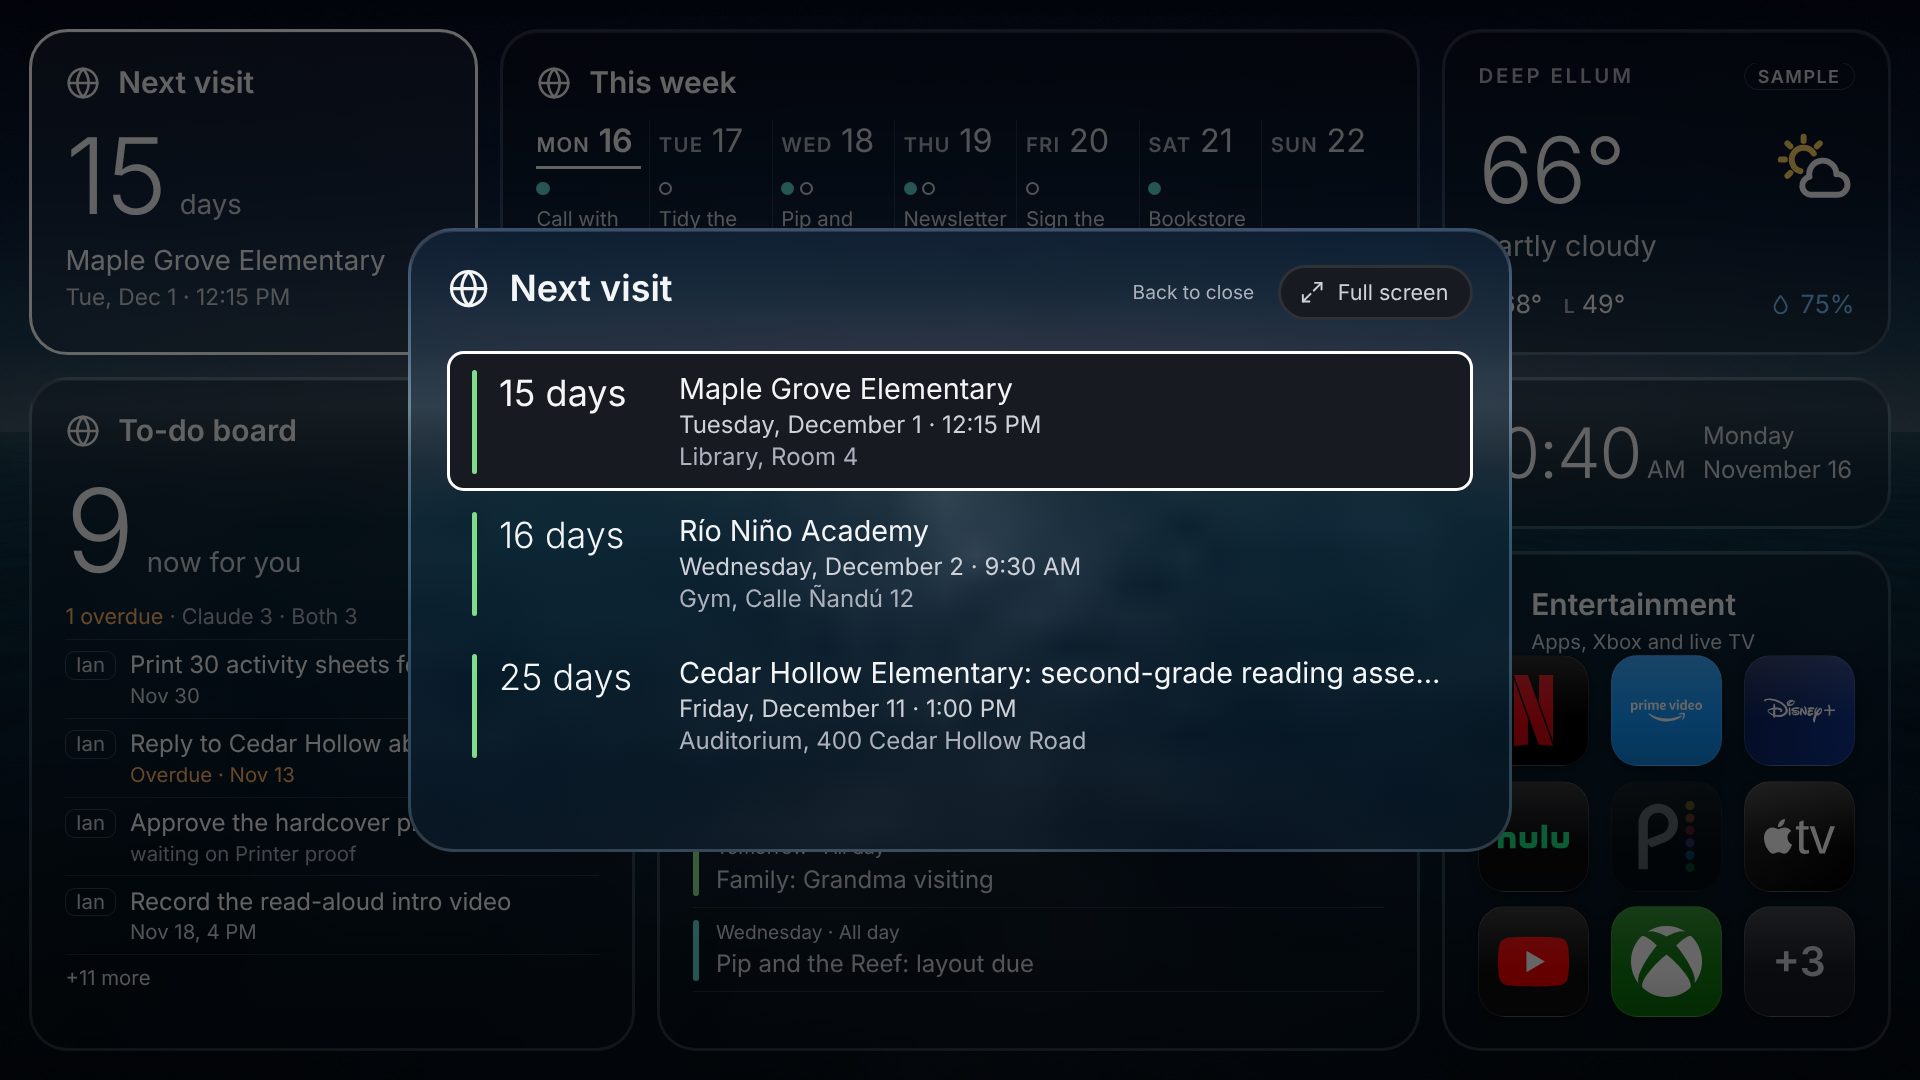 Next visit
15 days
Maple Grove Elementary
Tue, Dec 1 · 12:15 PM
This week
MON 16
TUE 17
WED 18
THU 19
FRI 20
SAT 21
SUN 22
Call with
Tidy the
Pip and
Newsletter
Sign the
Bookstore
DEEP ELLUM
SAMPLE
66°
cloudy
L 49°
75%
Next visit
Back to close
Full screen
15 days
Maple Grove Elementary
Tuesday, December 1 · 12:15 PM
Library, Room 4
16 days
Río Niño Academy
Wednesday, December 2 · 9:30 AM
Gym, Calle Ñandú 12
25 days
Cedar Hollow Elementary: second-grade reading asse...
Friday, December 11 · 1:00 PM
Auditorium, 400 Cedar Hollow Road
To-do board
9 now for you
1 overdue · Claude 3 · Both 3
Ian
Print 30 activity sheets
Nov 30
Ian
Reply to Cedar Hollow
Overdue · Nov 13
Ian
Approve the hardcover
waiting on Printer proof
Ian
Record the read-aloud intro video
Nov 18, 4 PM
+11 more
Family: Grandma visiting
Wednesday · All day
Pip and the Reef: layout due
:40 AM
Monday
November 16
Entertainment
Apps, Xbox and live TV
N
prime video
Disney+
hulu
P
tv
+3